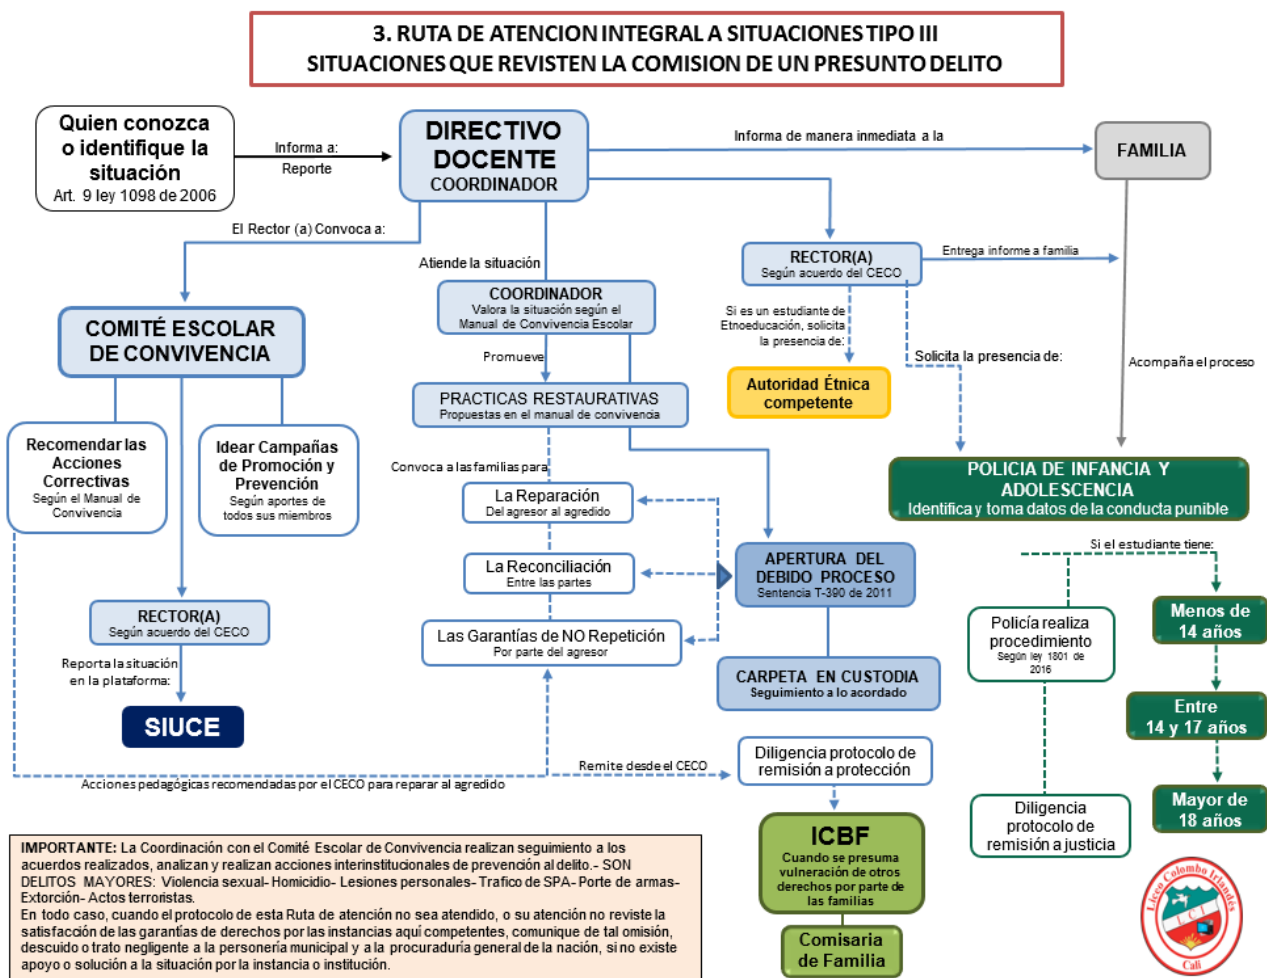 3. RUTA DE ATENCION INTEGRAL A SITUACIONES TIPO III
SITUACIONES QUE REVISTEN LA COMISION DE UN PRESUNTO DELITO
Quien conozca
o identifique la
situación
Art. 9 ley 1098 de 2006
Informa a:
Reporte
DIRECTIVO
DOCENTE
COORDINADOR
Informa de manera inmediata a la
FAMILIA
El Rector (a) Convoca a:
Atiende la situación
RECTOR(A)
Según acuerdo del CECO
Entrega informe a familia
COORDINADOR
Valora la situación según el
Manual de Convivencia Escolar
Si es un estudiante de
Etnoeducación, solicita
la presencia de:
COMITÉ ESCOLAR
DE CONVIVENCIA
Promueve
Solicita la presencia de:
Acompaña el proceso
Autoridad Étnica
competente
PRACTICAS RESTAURATIVAS
Propuestas en el manual de convivencia
Recomendar las
Acciones
Correctivas
Según el Manual de
Convivencia
Idear Campañas
de Promoción y
Prevención
Según aportes de
todos sus miembros
Convoca a las familias para
POLICIA DE INFANCIA Y
ADOLESCENCIA
Identifica y toma datos de la conducta punible
La Reparación
Del agresor al agredido
Si el estudiante tiene:
La Reconciliación
Entre las partes
APERTURA DEL
DEBIDO PROCESO
Sentencia T-390 de 2011
RECTOR(A)
Según acuerdo del CECO
Las Garantías de NO Repetición
Por parte del agresor
Policía realiza
procedimiento
Según ley 1801 de
2016
Menos de
14 años
Reporta la situación
en la plataforma:
CARPETA EN CUSTODIA
Seguimiento a lo acordado
SIUCE
Entre
14 y 17 años
Diligencia protocolo de
remisión a protección
Remite desde el CECO
Acciones pedagógicas recomendadas por el CECO para reparar al agredido
Mayor de
18 años
Diligencia
protocolo de
remisión a justicia
ICBF
Cuando se presuma
vulneración de otros
derechos por parte de
las familias
Comisaria
de Familia
IMPORTANTE: La Coordinación con el Comité Escolar de Convivencia realizan seguimiento a los
acuerdos realizados, analizan y realizan acciones interinstitucionales de prevención al delito.- SON
DELITOS MAYORES: Violencia sexual- Homicidio- Lesiones personales- Trafico de SPA- Porte de armas-
Extorción- Actos terroristas.
En todo caso, cuando el protocolo de esta Ruta de atención no sea atendido, o su atención no reviste la
satisfacción de las garantías de derechos por las instancias aquí competentes, comunique de tal omisión,
descuido o trato negligente a la personería municipal y a la procuraduría general de la nación, si no existe
apoyo o solución a la situación por la instancia o institución.
Liceo Colombo Irlandés
L C I
Cali